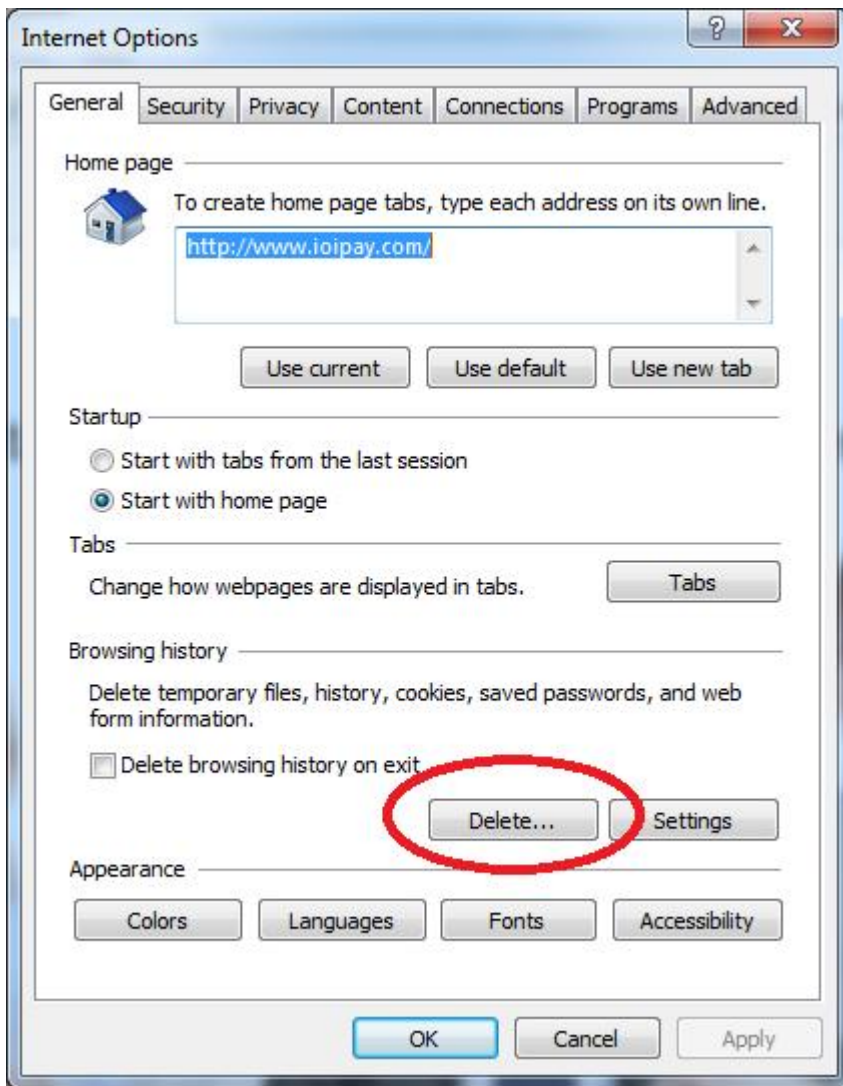 Internet Options
General Security Privacy Content Connections Programs Advanced
Home page
To create home page tabs, type each address on its own line.
http://www.ioipay.com/
Use current Use default Use new tab
Startup
Start with tabs from the last session
Start with home page
Tabs
Change how webpages are displayed in tabs.
Tabs
Browsing history
Delete temporary files, history, cookies, saved passwords, and web
form information.
Delete browsing history on exit
Delete... Settings
Appearance
Colors Languages Fonts Accessibility
OK Cancel Apply